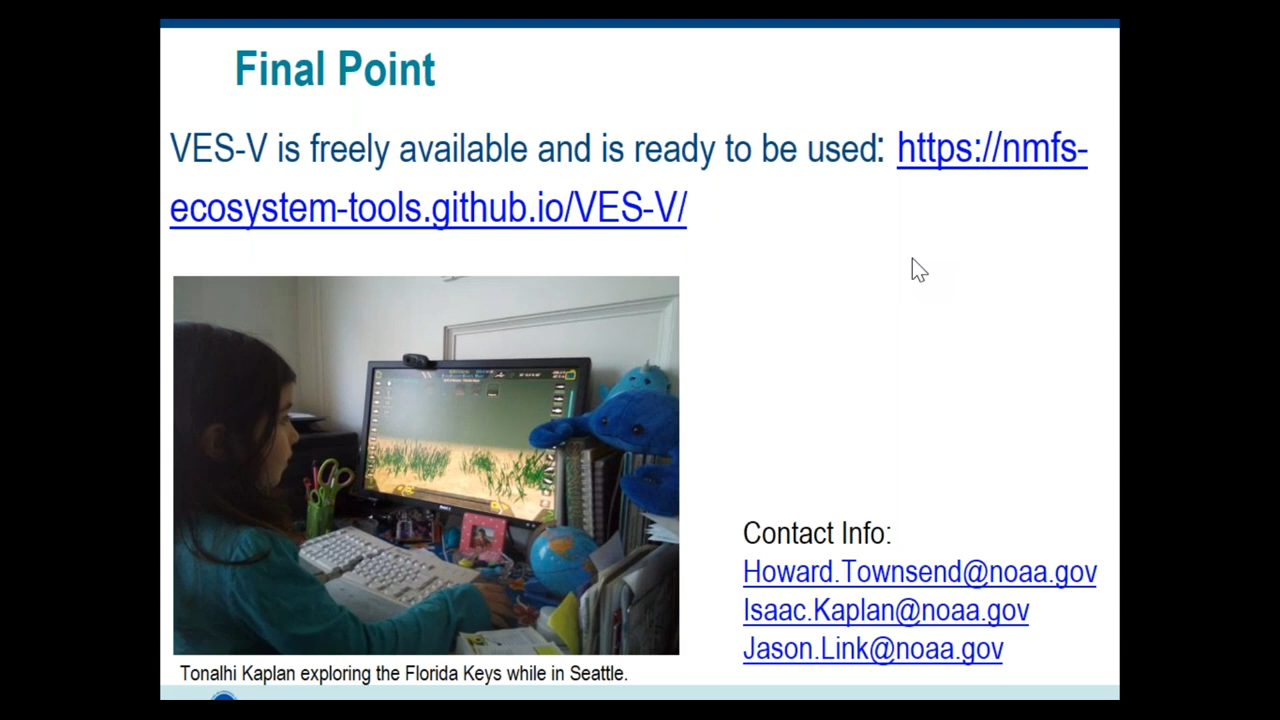 Final Point
VES-V is freely available and is ready to be used: https://nmfs-
ecosystem-tools.github.io/VES-V/
Contact Info:
Howard.Townsend@noaa.gov
Isaac.Kaplan@noaa.gov
Jason.Link@noaa.gov
Tonalhi Kaplan exploring the Florida Keys while in Seattle.